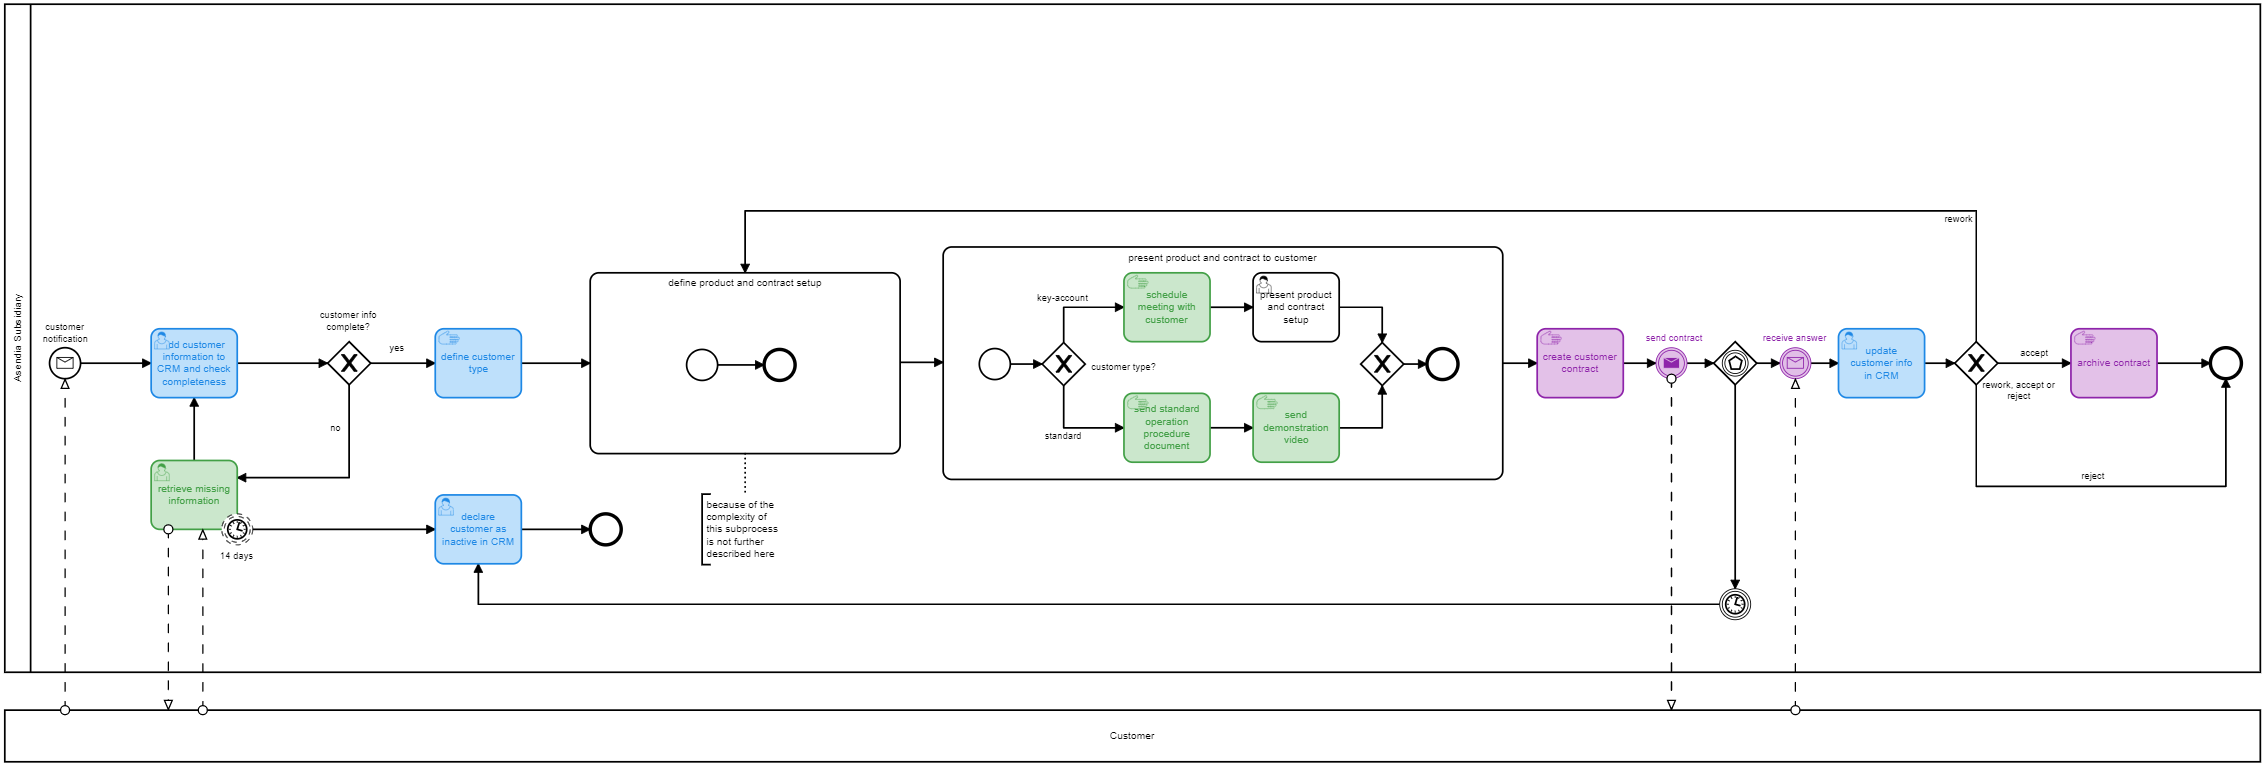 Asendia Subsidiary
customer
notification
add customer
information to
CRM and check
completeness
customer info
complete?
yes
no
define customer
type
retrieve missing
information
14 days
declare
customer as
inactive in CRM
define product and contract setup
because of the
complexity of
this subprocess
is not further
described here
present product and contract to customer
key-account
customer type?
standard
schedule
meeting with
customer
present product
and contract
setup
send standard
operation
procedure
document
send
demonstration
video
create customer
contract
send contract
receive answer
update
customer info
in CRM
rework
accept
rework, accept or
reject
reject
archive contract
Customer